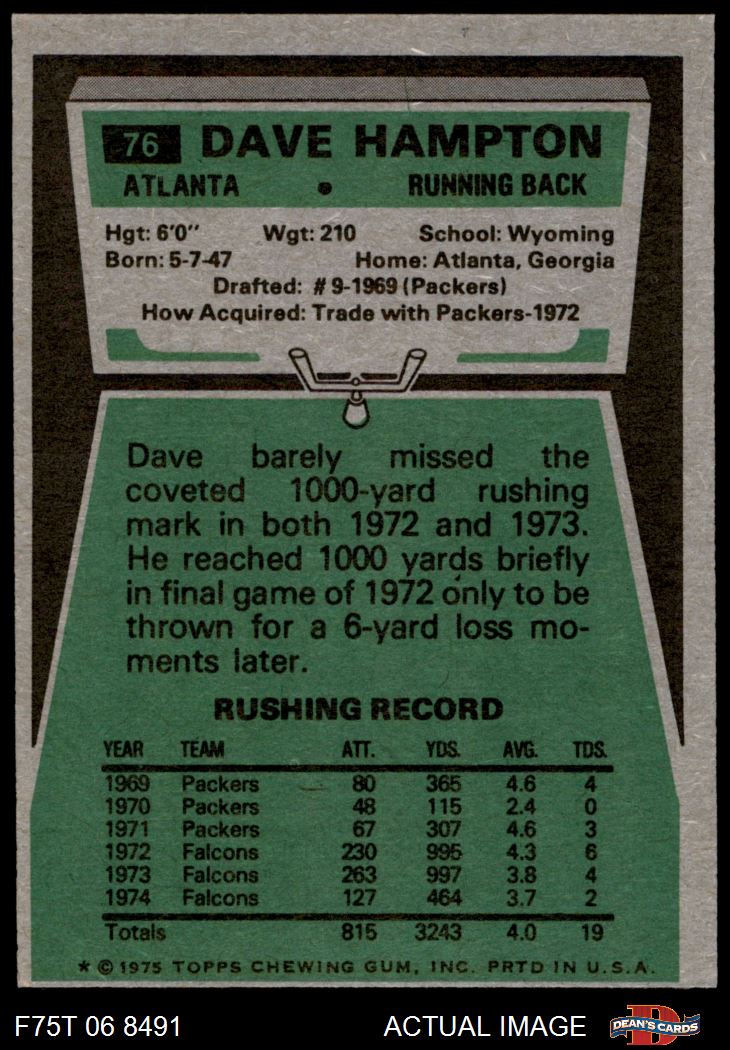 76 DAVE HAMPTON
ATLANTA • RUNNING BACK
Hgt: 6'0" Wgt: 210 School: Wyoming
Born: 5-7-47 Home: Atlanta, Georgia
Drafted: #9-1969 (Packers)
How Acquired: Trade with Packers-1972
Dave barely missed the
coveted 1000-yard rushing
mark in both 1972 and 1973.
He reached 1000 yards briefly
in final game of 1972 only to be
thrown for a 6-yard loss mo-
ments later.
RUSHING RECORD
YEAR TEAM ATT. YDS. AVG. TDS.
1969 Packers 80 365 4.6 4
1970 Packers 48 115 2.4 0
1971 Packers 67 307 4.6 3
1972 Falcons 230 995 4.3 6
1973 Falcons 263 997 3.8 4
1974 Falcons 127 464 3.7 2
Totals 815 3243 4.0 19
* © 1975 TOPPS CHEWING GUM, INC. PRTD IN U.S.A.
F75T 06 8491 ACTUAL IMAGE DEAN'S CARDS